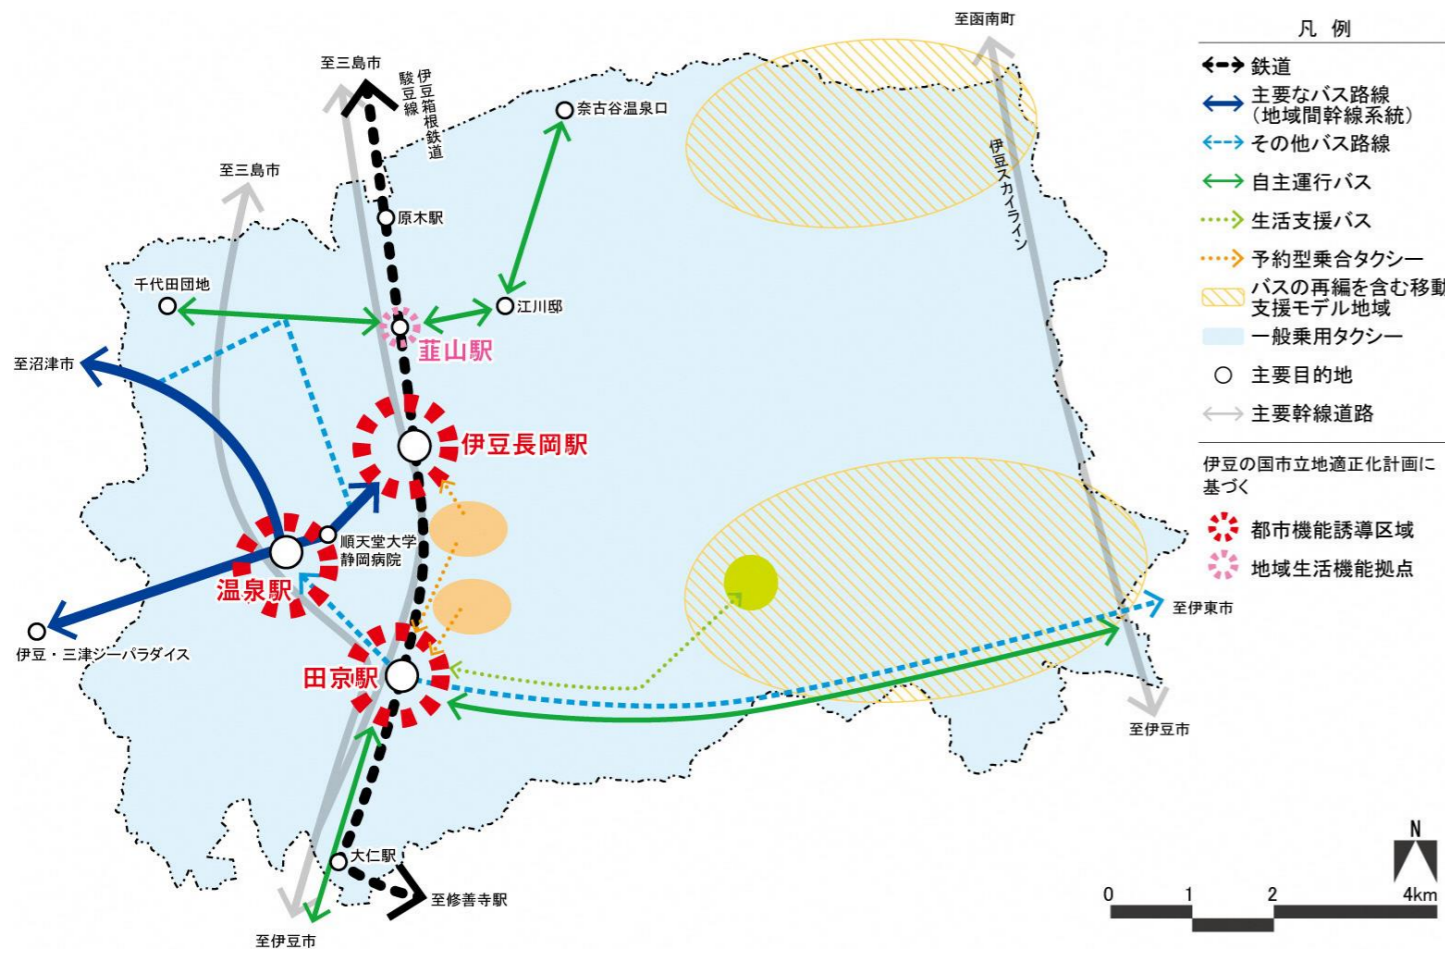 至函南町
至三島市
伊豆箱根鉄道
駿豆線
奈古谷温泉口
伊豆スカイライン
至三島市
原木駅
千代田団地
江川邸
韮山駅
至沼津市
伊豆長岡駅
順天堂大学
静岡病院
温泉駅
至伊東市
伊豆・三津シーパラダイス
田京駅
至伊豆市
大仁駅
至修善寺駅
至伊豆市
凡 例
鉄道
主要なバス路線
(地域間幹線系統)
その他バス路線
自主運行バス
生活支援バス
予約型乗合タクシー
バスの再編を含む移動
支援モデル地域
一般乗用タクシー
主要目的地
主要幹線道路
伊豆の国市立地適正化計画に
基づく
都市機能誘導区域
地域生活機能拠点
N
0 1 2 4km